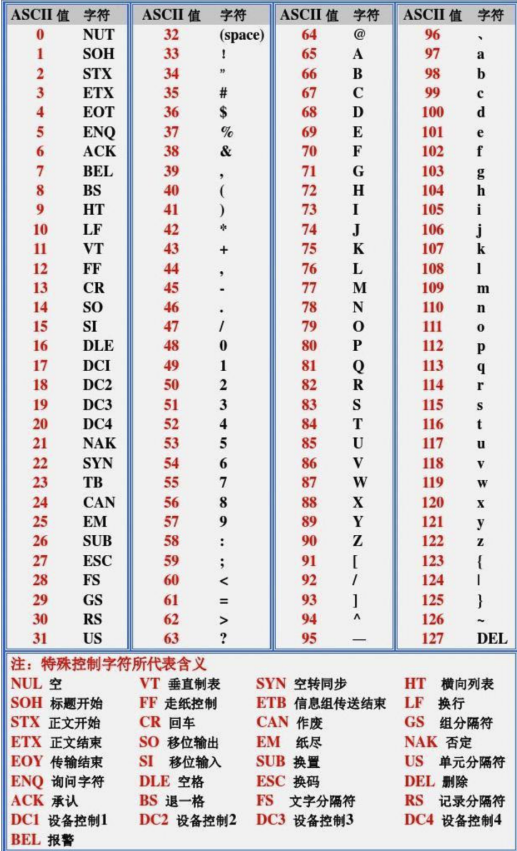 ASCII 值 字符 ASCII 值 字符 ASCII 值 字符 ASCII 值 字符
0 NUT 32 (space) 64 @ 96 、
1 SOH 33 ! 65 A 97 a
2 STX 34 ” 66 B 98 b
3 ETX 35 # 67 C 99 c
4 EOT 36 $ 68 D 100 d
5 ENQ 37 % 69 E 101 e
6 ACK 38 & 70 F 102 f
7 BEL 39 , 71 G 103 g
8 BS 40 ( 72 H 104 h
9 HT 41 ) 73 I 105 i
10 LF 42 * 74 J 106 j
11 VT 43 + 75 K 107 k
12 FF 44 , 76 L 108 l
13 CR 45 - 77 M 109 m
14 SO 46 . 78 N 110 n
15 SI 47 / 79 O 111 o
16 DLE 48 0 80 P 112 p
17 DCI 49 1 81 Q 113 q
18 DC2 50 2 82 R 114 r
19 DC3 51 3 83 S 115 s
20 DC4 52 4 84 T 116 t
21 NAK 53 5 85 U 117 u
22 SYN 54 6 86 V 118 v
23 TB 55 7 87 W 119 w
24 CAN 56 8 88 X 120 x
25 EM 57 9 89 Y 121 y
26 SUB 58 : 90 Z 122 z
27 ESC 59 ; 91 [ 123 {
28 FS 60 < 92 / 124 |
29 GS 61 = 93 ] 125 }
30 RS 62 > 94 ^ 126 ~
31 US 63 ? 95 — 127 DEL
注：特殊控制字符所代表含义
NUL 空 VT 垂直制表 SYN 空转同步 HT 横向列表
SOH 标题开始 FF 走纸控制 ETB 信息组传送结束 LF 换行
STX 正文开始 CR 回车 CAN 作废 GS 组分隔符
ETX 正文结束 SO 移位输出 EM 纸尽 NAK 否定
EOY 传输结束 SI 移位输入 SUB 换置 US 单元分隔符
ENQ 询问字符 DLE 空格 ESC 换码 DEL 删除
ACK 承认 BS 退一格 FS 文字分隔符 RS 记录分隔符
DC1 设备控制1 DC2 设备控制2 DC3 设备控制3 DC4 设备控制4
BEL 报警